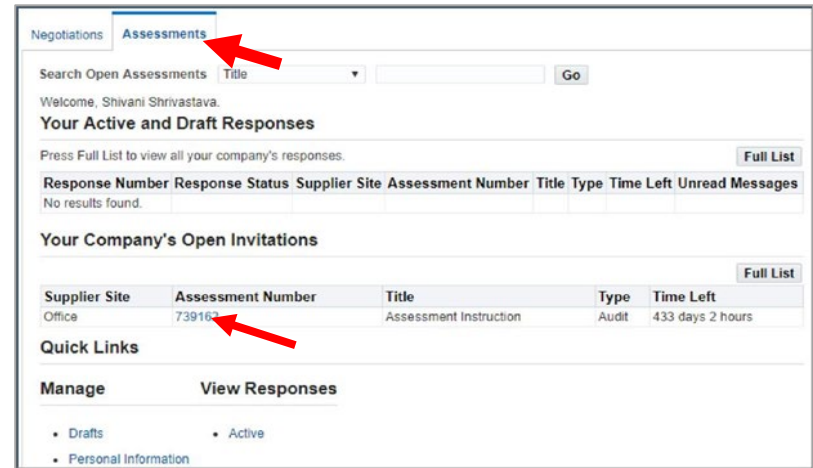 Negotiations Assessments
Search Open Assessments Title Go
Welcome, Shivani Shrivastava.
Your Active and Draft Responses
Press Full List to view all your company's responses. Full List
Response Number Response Status Supplier Site Assessment Number Title Type Time Left Unread Messages
No results found.
Your Company's Open Invitations
Full List
Supplier Site Assessment Number Title Type Time Left
Office Assessment Instruction Audit 433 days 2 hours
Quick Links
Manage View Responses
• Drafts • Active
• Personal Information